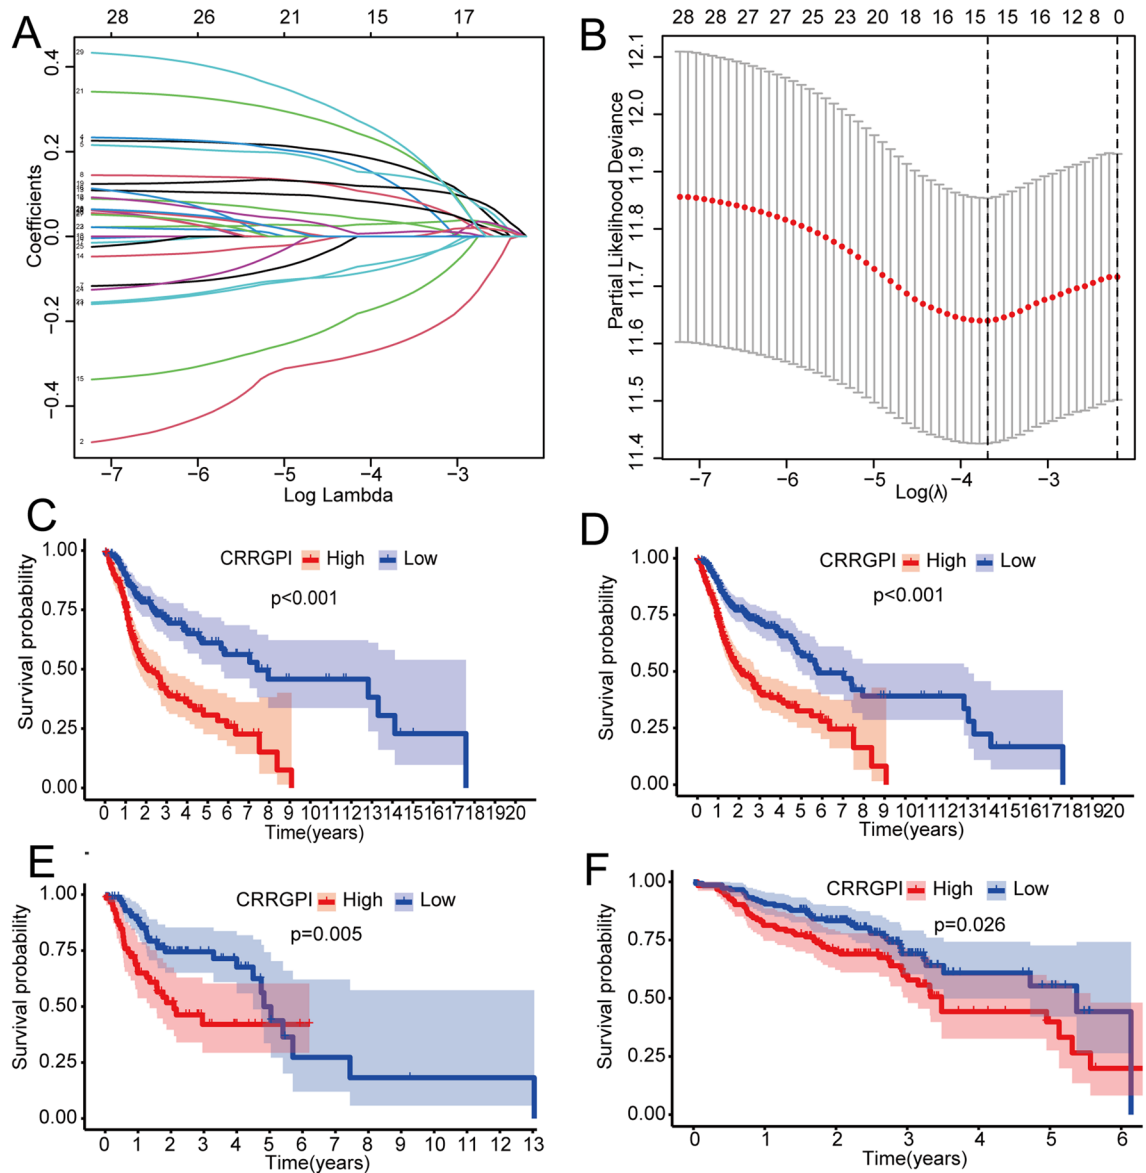 A
28 26 21 15 17
0.4
0.2
0.0
−0.2
−0.4
Coefficients
29
21
4
5
8
19
14
24
15
2
−7 −6 −5 −4 −3
Log Lambda
B
28 28 27 27 25 23 20 18 16 15 15 16 12 8 0
12.1
12.0
11.9
11.8
11.7
11.6
11.5
11.4
Partial Likelihood Deviance
−7 −6 −5 −4 −3
Log(λ)
C
CRRGPI High Low
p<0.001
1.00
0.75
0.50
0.25
0.00
Survival probability
0 1 2 3 4 5 6 7 8 9 10 11 12 13 14 15 16 17 18 19 20
Time(years)
D
CRRGPI High Low
p<0.001
1.00
0.75
0.50
0.25
0.00
Survival probability
0 1 2 3 4 5 6 7 8 9 10 11 12 13 14 15 16 17 18 19 20
Time(years)
E
CRRGPI High Low
p=0.005
1.00
0.75
0.50
0.25
0.00
Survival probability
0 1 2 3 4 5 6 7 8 9 10 11 12 13
Time(years)
F
CRRGPI High Low
p=0.026
1.00
0.75
0.50
0.25
0.00
Survival probability
0 1 2 3 4 5 6
Time(years)